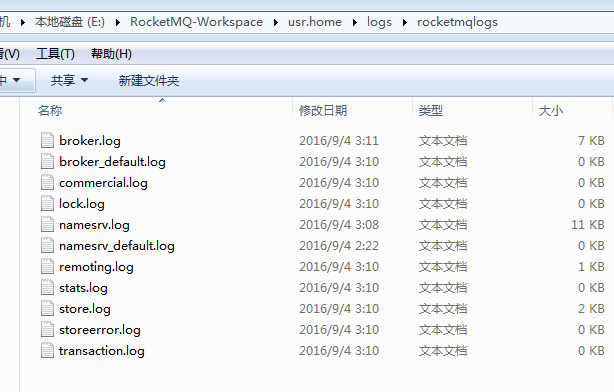 机 本地磁盘 (E:) RocketMQ-Workspace usr.home logs rocketmqlogs
看(V) 工具(T) 帮助(H)
中 共享 新建文件夹
名称 修改日期 类型 大小
broker.log 2016/9/4 3:11 文本文档 7 KB
broker_default.log 2016/9/4 3:10 文本文档 0 KB
commercial.log 2016/9/4 3:10 文本文档 0 KB
lock.log 2016/9/4 3:10 文本文档 0 KB
namesrv.log 2016/9/4 3:08 文本文档 11 KB
namesrv_default.log 2016/9/4 2:22 文本文档 0 KB
remoting.log 2016/9/4 3:10 文本文档 1 KB
stats.log 2016/9/4 3:10 文本文档 0 KB
store.log 2016/9/4 3:10 文本文档 2 KB
storeerror.log 2016/9/4 3:10 文本文档 0 KB
transaction.log 2016/9/4 3:10 文本文档 0 KB